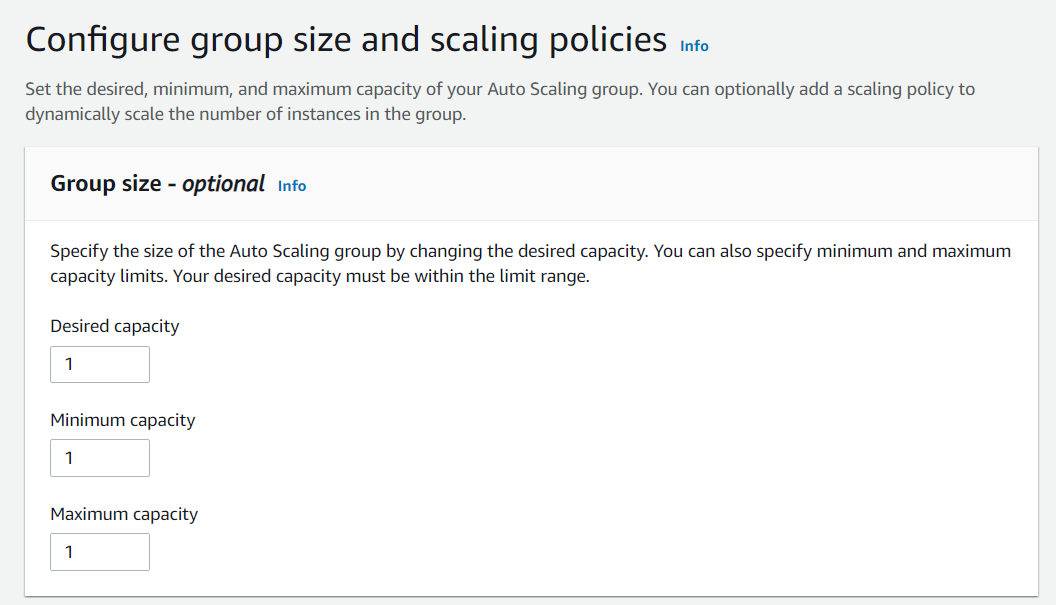 Configure group size and scaling policies Info
Set the desired, minimum, and maximum capacity of your Auto Scaling group. You can optionally add a scaling policy to
dynamically scale the number of instances in the group.
Group size - optional Info
Specify the size of the Auto Scaling group by changing the desired capacity. You can also specify minimum and maximum
capacity limits. Your desired capacity must be within the limit range.
Desired capacity
1
Minimum capacity
1
Maximum capacity
1